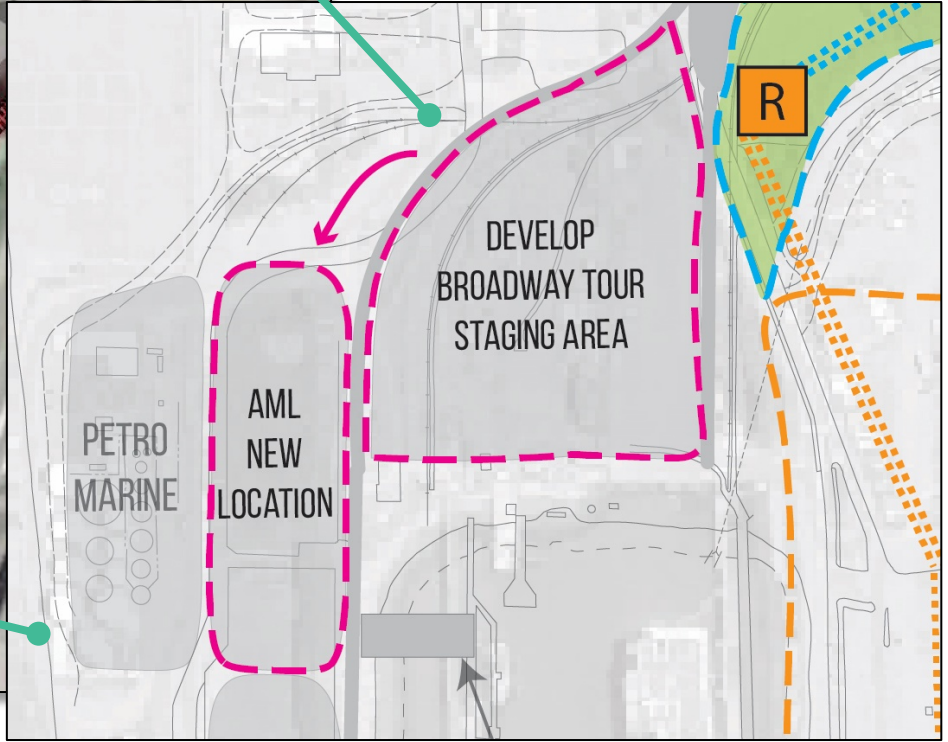 R
DEVELOP
BROADWAY TOUR
STAGING AREA
AML
NEW
LOCATION
PETRO
MARINE